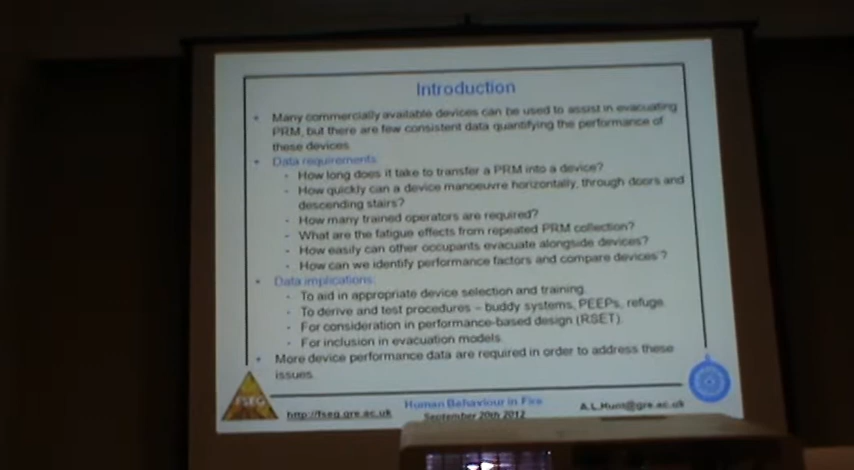 Introduction
Many commercially available devices can be used to assist in evacuating
PRM, but there are few consistent data quantifying the performance of
these devices.
Data requirements:
- How long does it take to transfer a PRM into a device?
- How quickly can a device manoeuvre horizontally, through doors and
descending stairs?
- How many trained operators are required?
- What are the fatigue effects from repeated PRM collection?
- How easily can other occupants evacuate alongside devices?
- How can we identify performance factors and compare devices?
Data implications:
- To aid in appropriate device selection and training.
- To derive and test procedures – buddy systems, PEEPs, refuge.
- For consideration in performance-based design (RSET).
- For inclusion in evacuation models.
More device performance data are required in order to address these
issues.
FSEG
http://fseg.gre.ac.uk
Human Behaviour in Fire
September 20th 2012
A.L.Hunt@gre.ac.uk